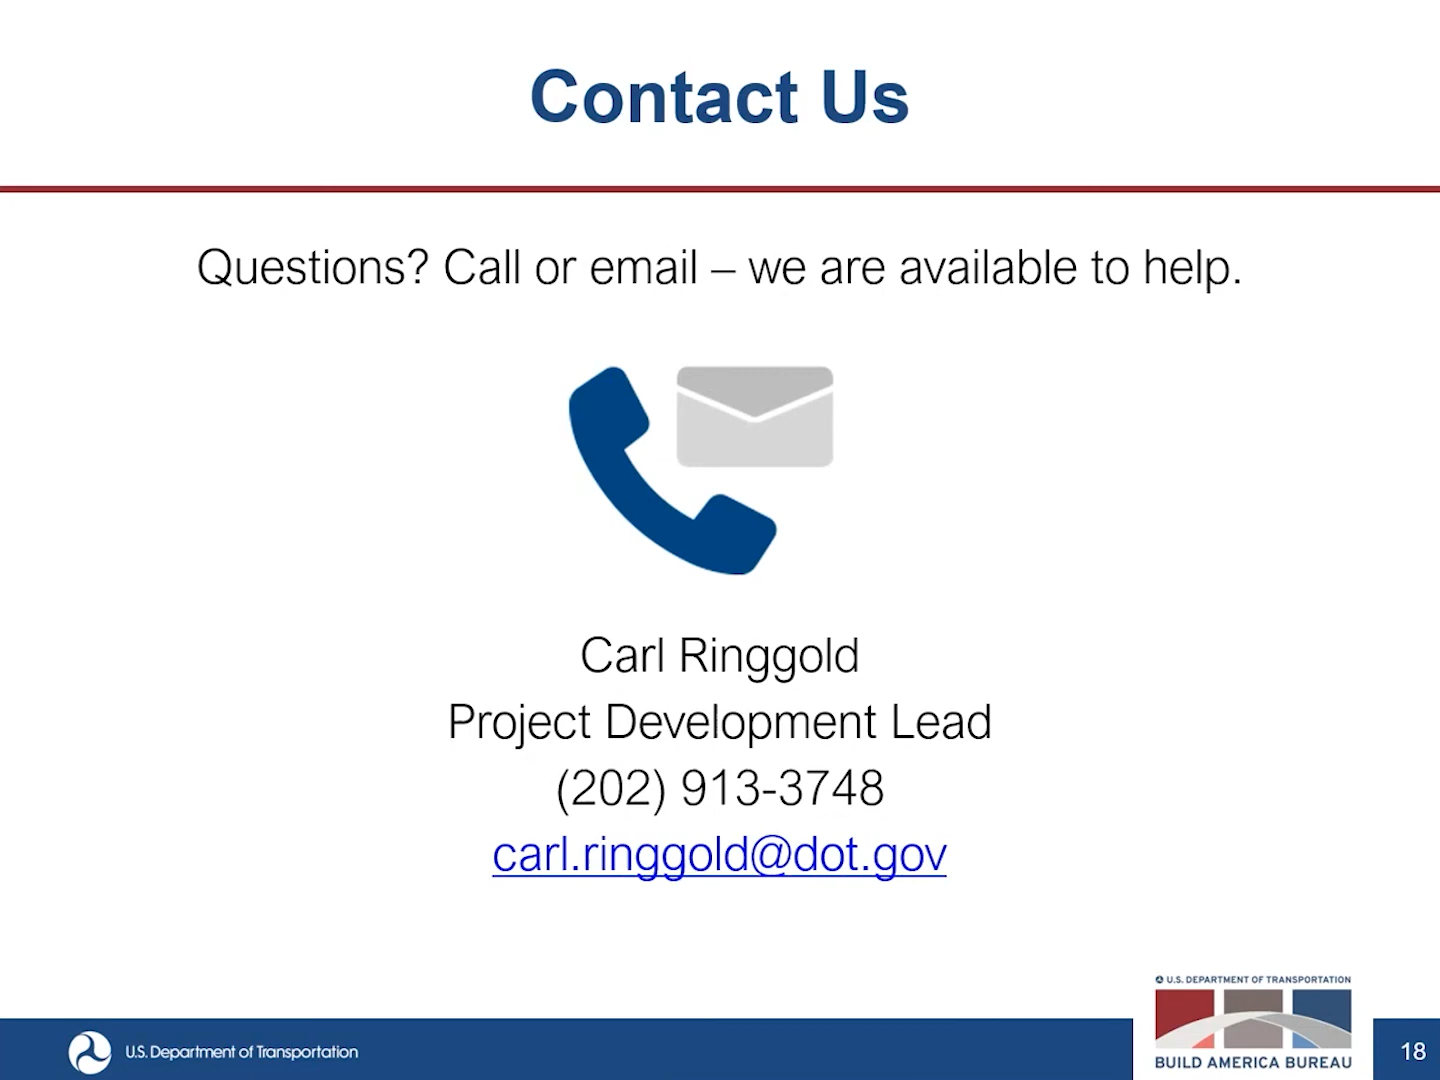 Contact Us
Questions? Call or email – we are available to help.
Carl Ringgold
Project Development Lead
(202) 913-3748
carl.ringgold@dot.gov
U.S. DEPARTMENT OF TRANSPORTATION
BUILD AMERICA BUREAU
U.S. Department of Transportation
18